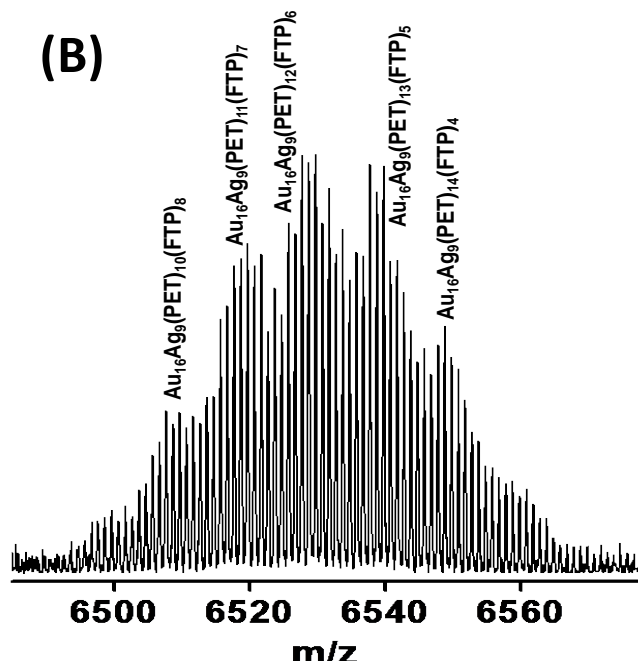 (B)
Au₁₆Ag₉(PET)₁₀(FTP)₈
Au₁₆Ag₉(PET)₁₁(FTP)₇
Au₁₆Ag₉(PET)₁₂(FTP)₆
Au₁₆Ag₉(PET)₁₃(FTP)₅
Au₁₆Ag₉(PET)₁₄(FTP)₄
6500 6520 6540 6560
m/z